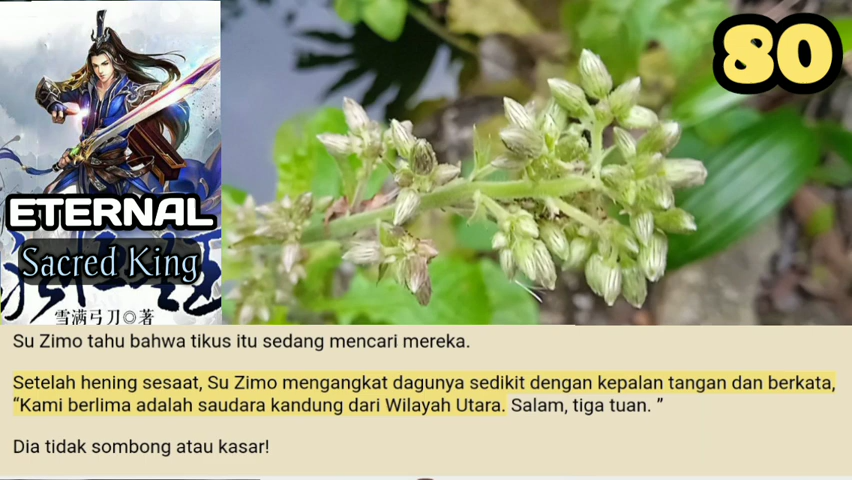 80
ETERNAL
Sacred King
雪满弓刀◎著
Su Zimo tahu bahwa tikus itu sedang mencari mereka.
Setelah hening sesaat, Su Zimo mengangkat dagunya sedikit dengan kepalan tangan dan berkata,
“Kami berlima adalah saudara kandung dari Wilayah Utara. Salam, tiga tuan. ”
Dia tidak sombong atau kasar!